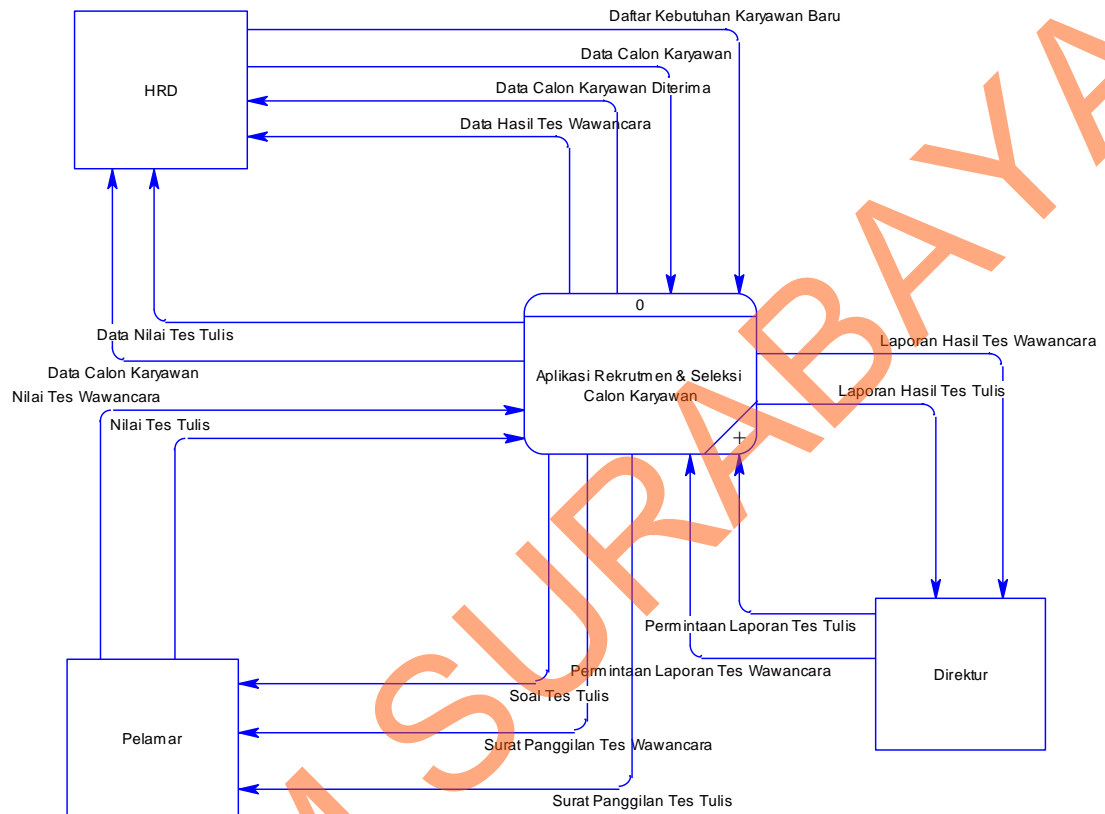 Daftar Kebutuhan Karyawan Baru
Data Calon Karyawan
HRD
Data Calon Karyawan Diterima
Data Hasil Tes Wawancara
0
Data Nilai Tes Tulis
Laporan Hasil Tes Wawancara
Data Calon Karyawan
Aplikasi Rekrutmen & Seleksi
Calon Karyawan
Laporan Hasil Tes Tulis
Nilai Tes Wawancara
Nilai Tes Tulis
+
Permintaan Laporan Tes Tulis
Permintaan Laporan Tes Wawancara
Direktur
Soal Tes Tulis
Pelamar
Surat Panggilan Tes Wawancara
Surat Panggilan Tes Tulis
M SURABAYA